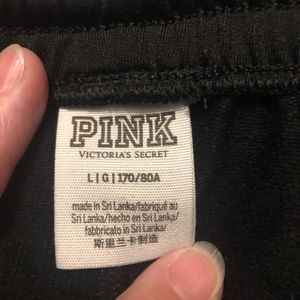 PINK
VICTORIA'S SECRET
L|G|170/80A
made in Sri Lanka/fabriqué au
Sri Lanka/hecho en Sri Lanka/
fabbricato in Sri Lanka/
斯里兰卡制造